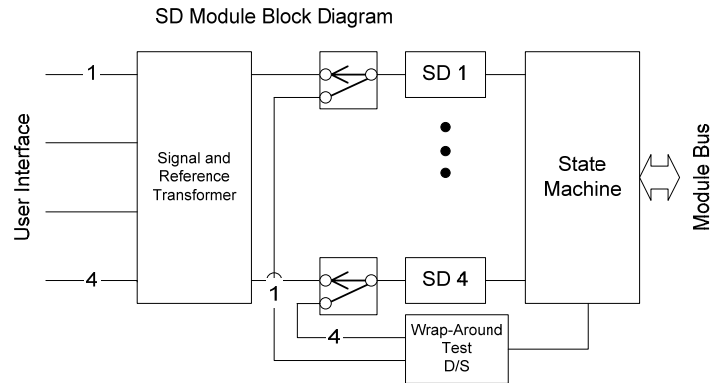 SD Module Block Diagram
User Interface
1
4
Signal and
Reference
Transformer
SD 1
SD 4
1
4
Wrap-Around
Test
D/S
State
Machine
Module Bus